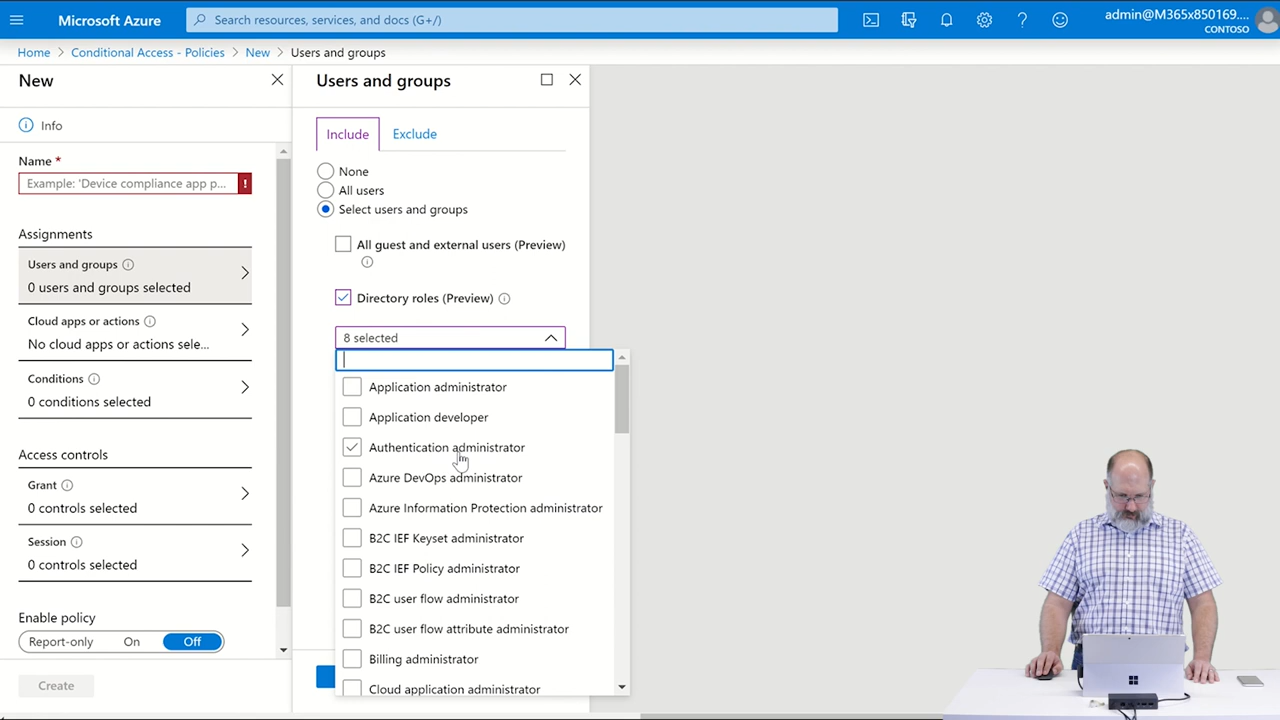 Microsoft Azure
Search resources, services, and docs (G+/)
admin@M365x850169....
CONTOSO
Home > Conditional Access - Policies > New > Users and groups
New
Info
Name *
Example: 'Device compliance app p...
!
Assignments
Users and groups
0 users and groups selected
Cloud apps or actions
No cloud apps or actions sele...
Conditions
0 conditions selected
Access controls
Grant
0 controls selected
Session
0 controls selected
Enable policy
Report-only On Off
Create
Users and groups
Include Exclude
None
All users
Select users and groups
All guest and external users (Preview)
Directory roles (Preview)
8 selected
Application administrator
Application developer
Authentication administrator
Azure DevOps administrator
Azure Information Protection administrator
B2C IEF Keyset administrator
B2C IEF Policy administrator
B2C user flow administrator
B2C user flow attribute administrator
Billing administrator
Cloud application administrator